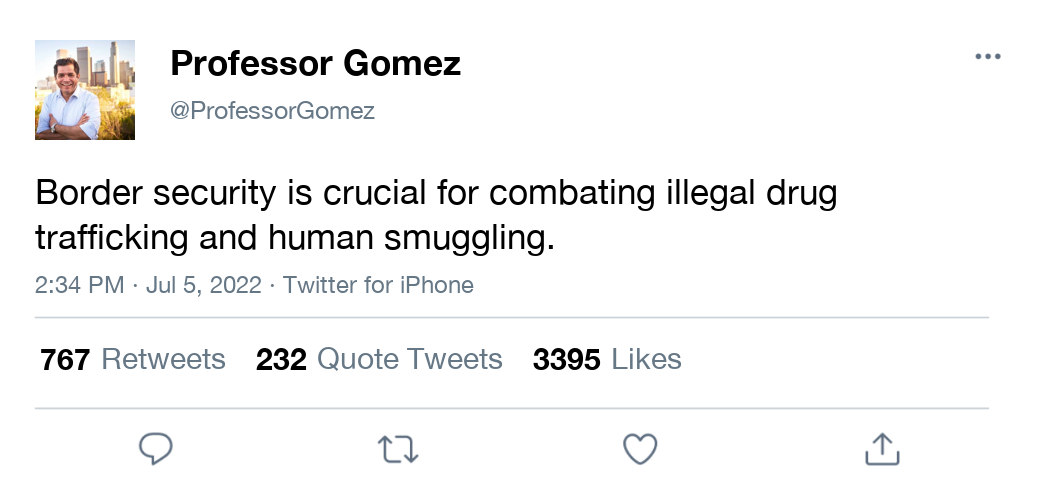 Professor Gomez
@ProfessorGomez
Border security is crucial for combating illegal drug
trafficking and human smuggling.
2:34 PM · Jul 5, 2022 · Twitter for iPhone
767 Retweets 232 Quote Tweets 3395 Likes